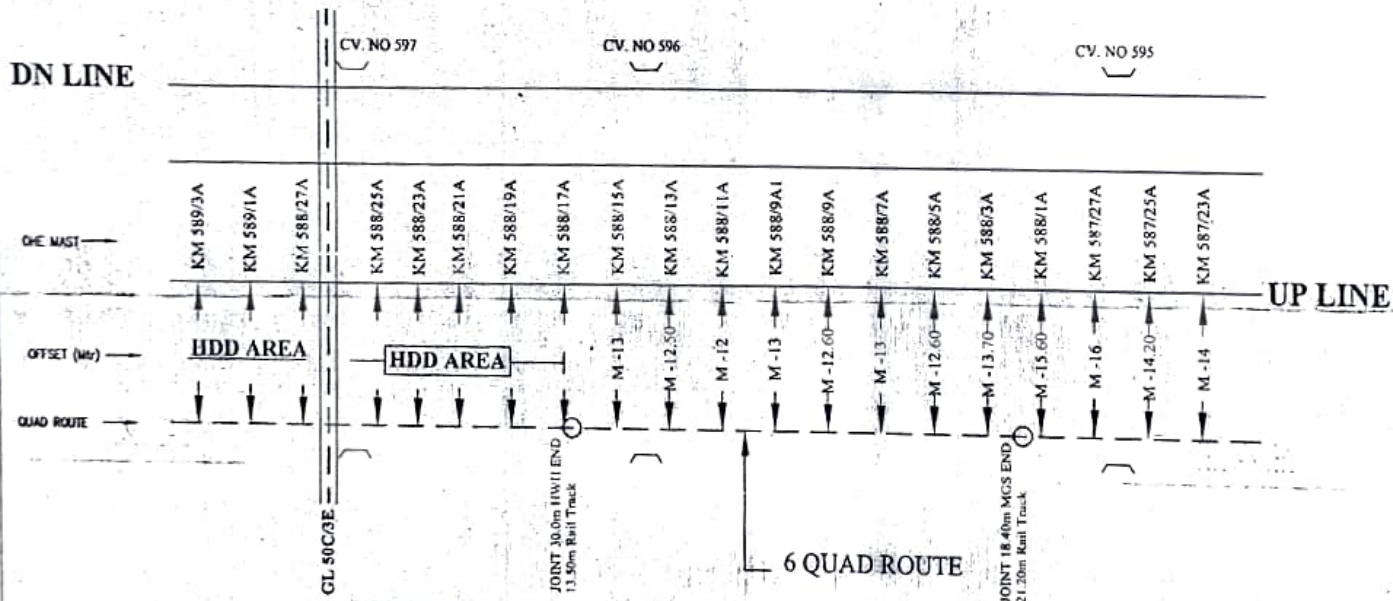 CV. NO 597
CV. NO 596
CV. NO 595
DN LINE
OHE MAST
KM 589/3A
KM 589/1A
KM 588/27A
KM 588/25A
KM 588/23A
KM 588/21A
KM 588/19A
KM 588/17A
KM 588/15A
KM 588/13A
KM 588/11A
KM 588/9A1
KM 588/9A
KM 588/7A
KM 588/5A
KM 588/3A
KM 588/1A
KM 587/27A
KM 587/25A
KM 587/23A
UP LINE
OFFSET (Mtr)
HDD AREA
HDD AREA
M -13
M -12.50
M -12
M -13
M -12.60
M -13
M -12.60
M -13.70
M -15.60
M -16
M -14.20
M -14
QUAD ROUTE
GL 50C/3E
JOINT 30.0m HWH END
13.50m Rail Track
6 QUAD ROUTE
JOINT 18.40m MGS END
21.20m Rail Track